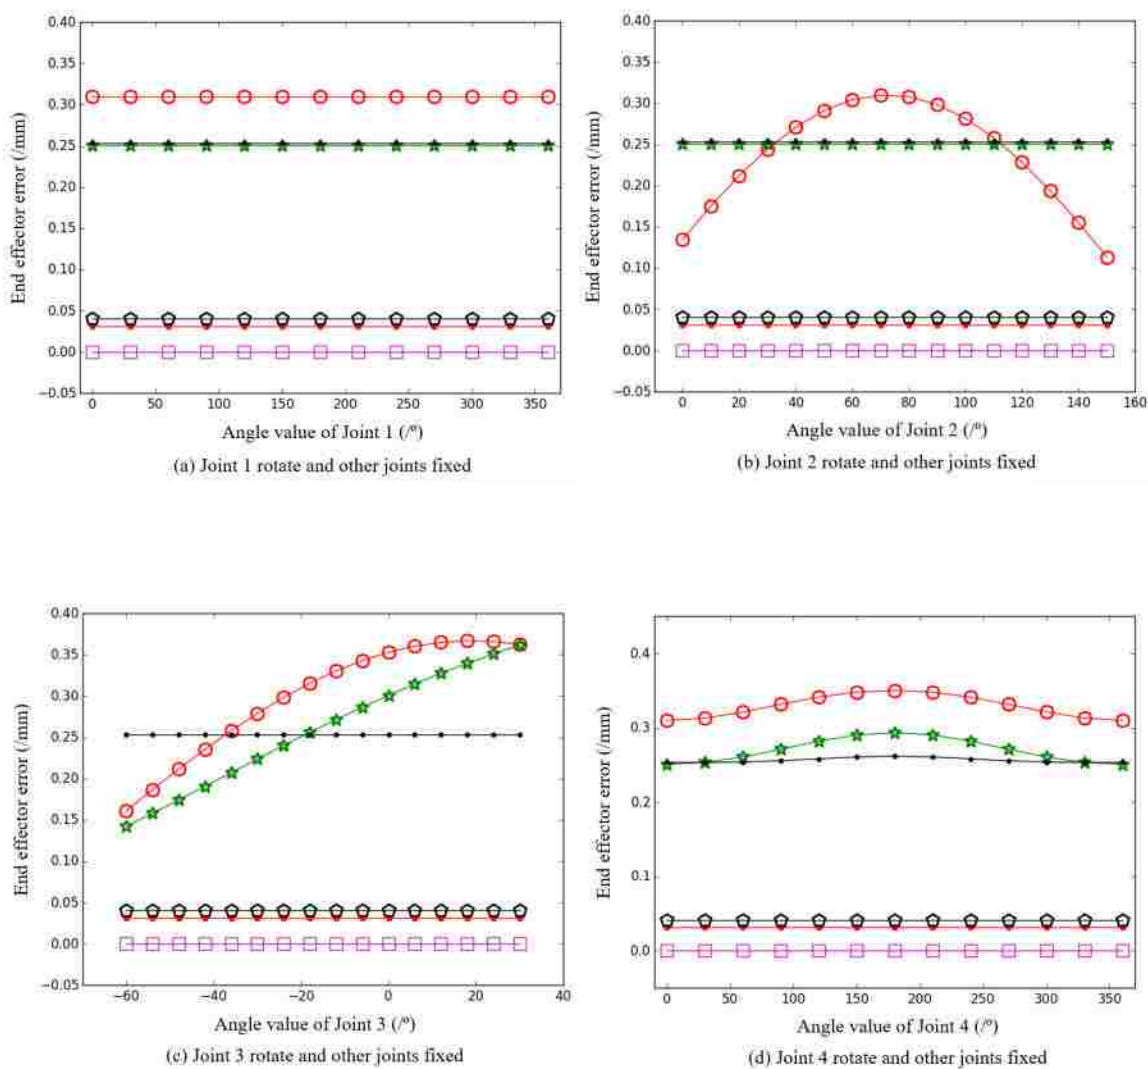 0.40
0.35
0.30
0.25
0.20
0.15
0.10
0.05
0.00
−0.05
End effector error (/mm)
0 50 100 150 200 250 300 350
Angle value of Joint 1 (/º)
(a) Joint 1 rotate and other joints fixed
0.40
0.35
0.30
0.25
0.20
0.15
0.10
0.05
0.00
−0.05
End effector error (/mm)
0 20 40 60 80 100 120 140 160
Angle value of Joint 2 (/º)
(b) Joint 2 rotate and other joints fixed
0.40
0.35
0.30
0.25
0.20
0.15
0.10
0.05
0.00
−0.05
End effector error (/mm)
−60 −40 −20 0 20 40
Angle value of Joint 3 (/º)
(c) Joint 3 rotate and other joints fixed
0.4
0.3
0.2
0.1
0.0
End effector error (/mm)
0 50 100 150 200 250 300 350
Angle value of Joint 4 (/º)
(d) Joint 4 rotate and other joints fixed